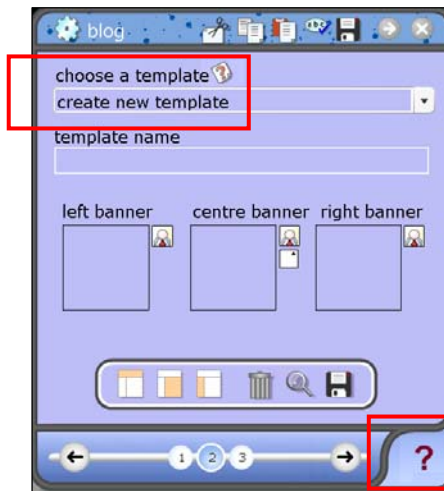 blog
choose a template
create new template
template name
left banner centre banner right banner
1 2 3
?